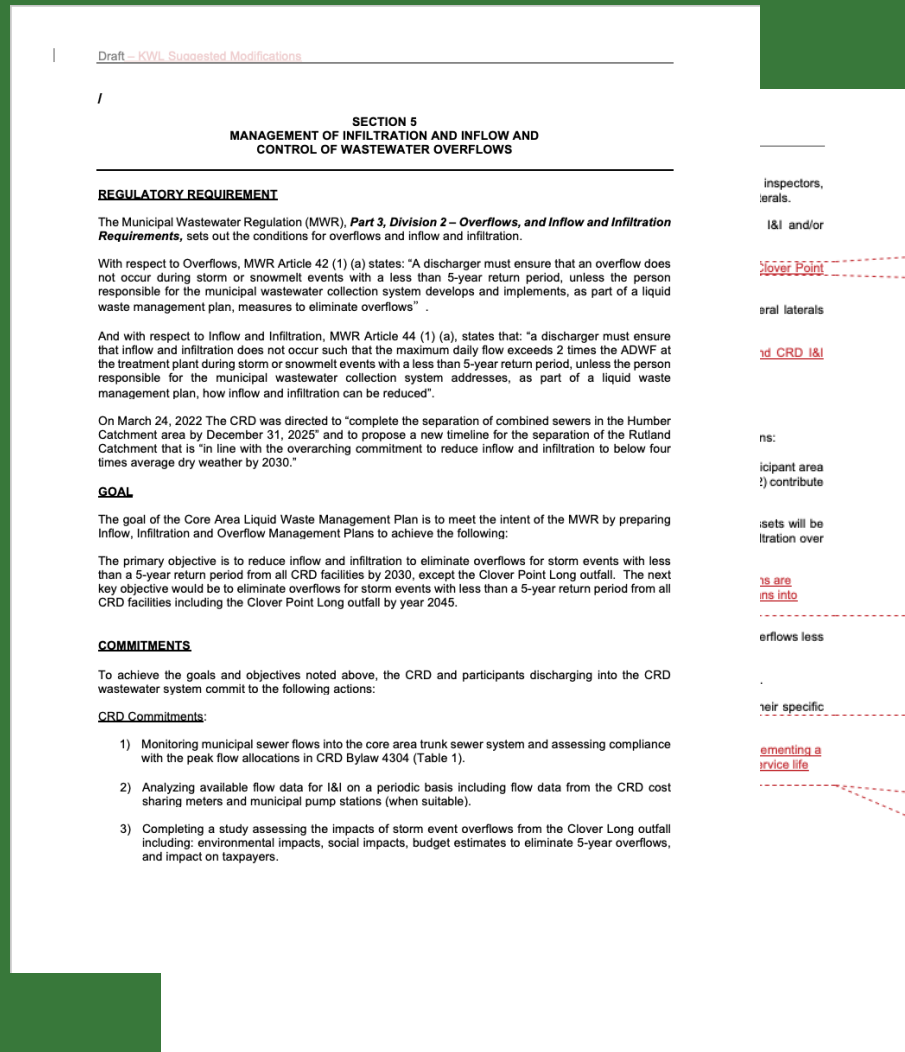 Draft – KWL Suggested Modifications
/
SECTION 5
MANAGEMENT OF INFILTRATION AND INFLOW AND
CONTROL OF WASTEWATER OVERFLOWS
REGULATORY REQUIREMENT
The Municipal Wastewater Regulation (MWR), Part 3, Division 2 – Overflows, and Inflow and Infiltration
Requirements, sets out the conditions for overflows and inflow and infiltration.
With respect to Overflows, MWR Article 42 (1) (a) states: “A discharger must ensure that an overflow does
not occur during storm or snowmelt events with a less than 5-year return period, unless the person
responsible for the municipal wastewater collection system develops and implements, as part of a liquid
waste management plan, measures to eliminate overflows” .
And with respect to Inflow and Infiltration, MWR Article 44 (1) (a), states that: “a discharger must ensure
that inflow and infiltration does not occur such that the maximum daily flow exceeds 2 times the ADWF at
the treatment plant during storm or snowmelt events with a less than 5-year return period, unless the person
responsible for the municipal wastewater collection system addresses, as part of a liquid waste
management plan, how inflow and infiltration can be reduced”.
On March 24, 2022 The CRD was directed to “complete the separation of combined sewers in the Humber
Catchment area by December 31, 2025” and to propose a new timeline for the separation of the Rutland
Catchment that is “in line with the overarching commitment to reduce inflow and infiltration to below four
times average dry weather by 2030.”
GOAL
The goal of the Core Area Liquid Waste Management Plan is to meet the intent of the MWR by preparing
Inflow, Infiltration and Overflow Management Plans to achieve the following:
The primary objective is to reduce inflow and infiltration to eliminate overflows for storm events with less
than a 5-year return period from all CRD facilities by 2030, except the Clover Point Long outfall. The next
key objective would be to eliminate overflows for storm events with less than a 5-year return period from all
CRD facilities including the Clover Point Long outfall by year 2045.
COMMITMENTS
To achieve the goals and objectives noted above, the CRD and participants discharging into the CRD
wastewater system commit to the following actions:
CRD Commitments:
1) Monitoring municipal sewer flows into the core area trunk sewer system and assessing compliance
with the peak flow allocations in CRD Bylaw 4304 (Table 1).
2) Analyzing available flow data for I&I on a periodic basis including flow data from the CRD cost
sharing meters and municipal pump stations (when suitable).
3) Completing a study assessing the impacts of storm event overflows from the Clover Long outfall
including: environmental impacts, social impacts, budget estimates to eliminate 5-year overflows,
and impact on taxpayers.
inspectors,
terals.
I&I and/or
Clover Point
eral laterals
nd CRD I&I
ns:
icipant area
2) contribute
ssets will be
ltration over
ns are
ans into
erflows less
.
heir specific
ementing a
ervice life